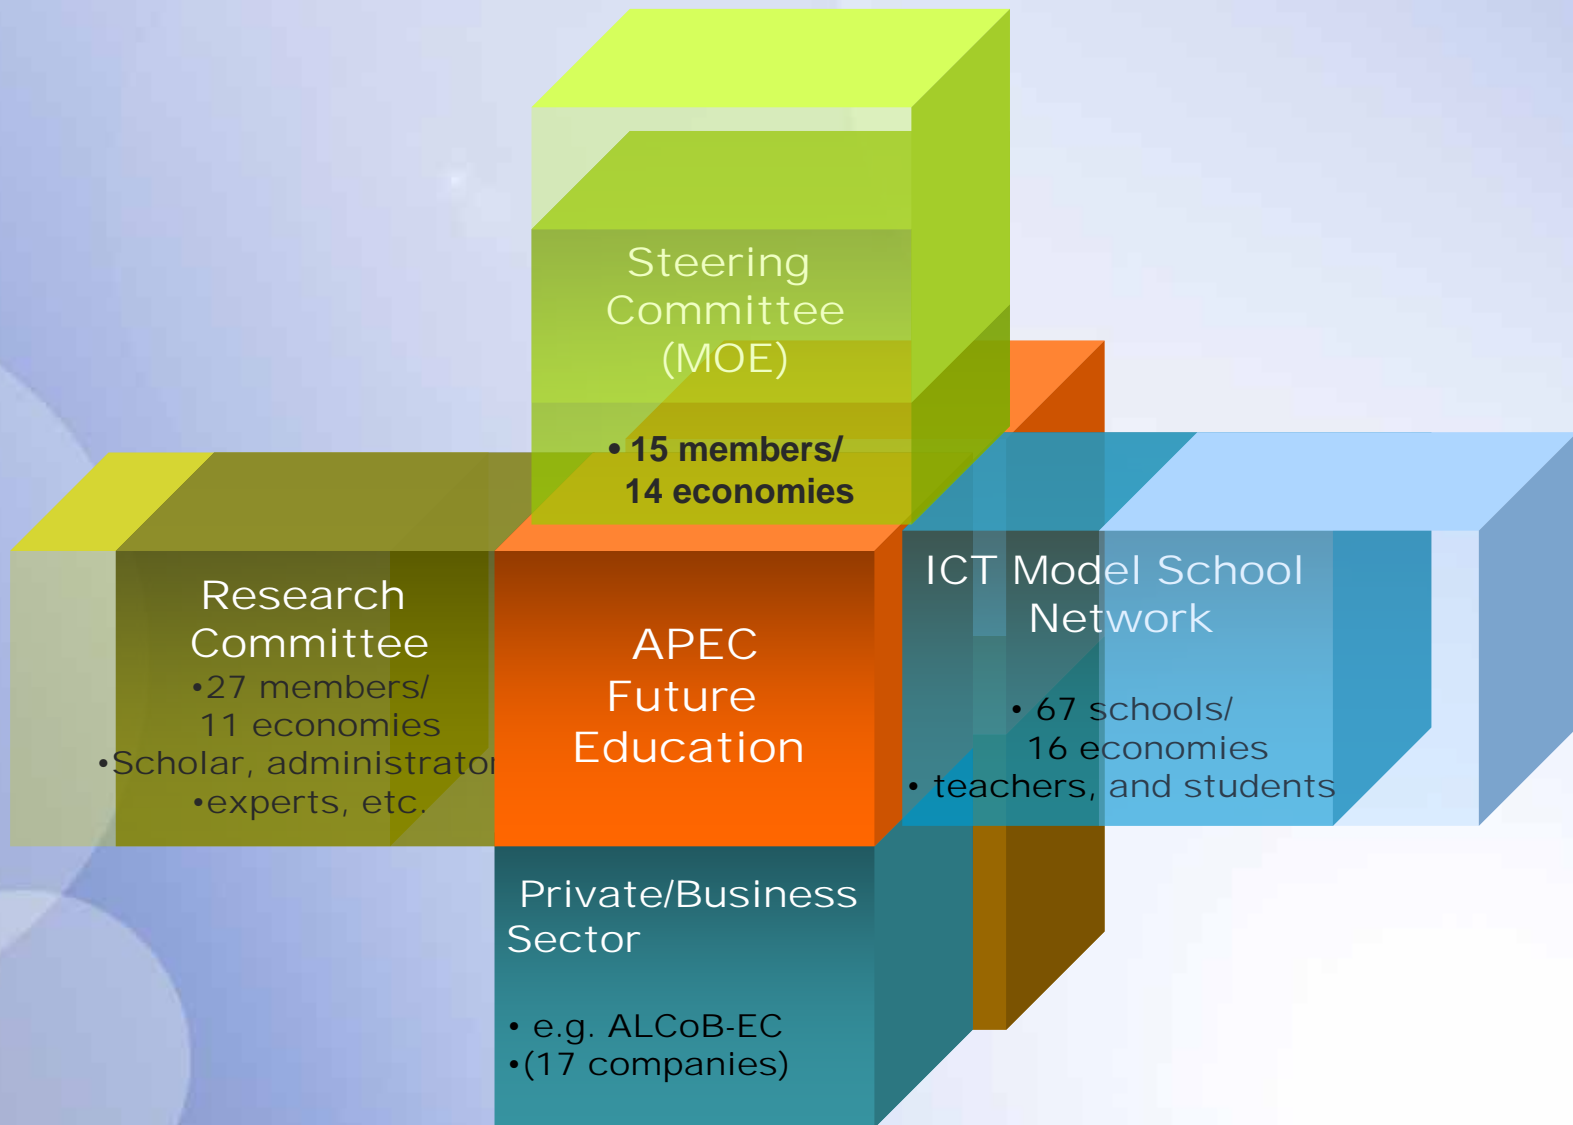 Steering
Committee
(MOE)
• 15 members/
14 economies
Research
Committee
•27 members/
11 economies
•Scholar, administrator
•experts, etc.
APEC
Future
Education
ICT Model School
Network
• 67 schools/
16 economies
• teachers, and students
Private/Business
Sector
• e.g. ALCoB-EC
•(17 companies)